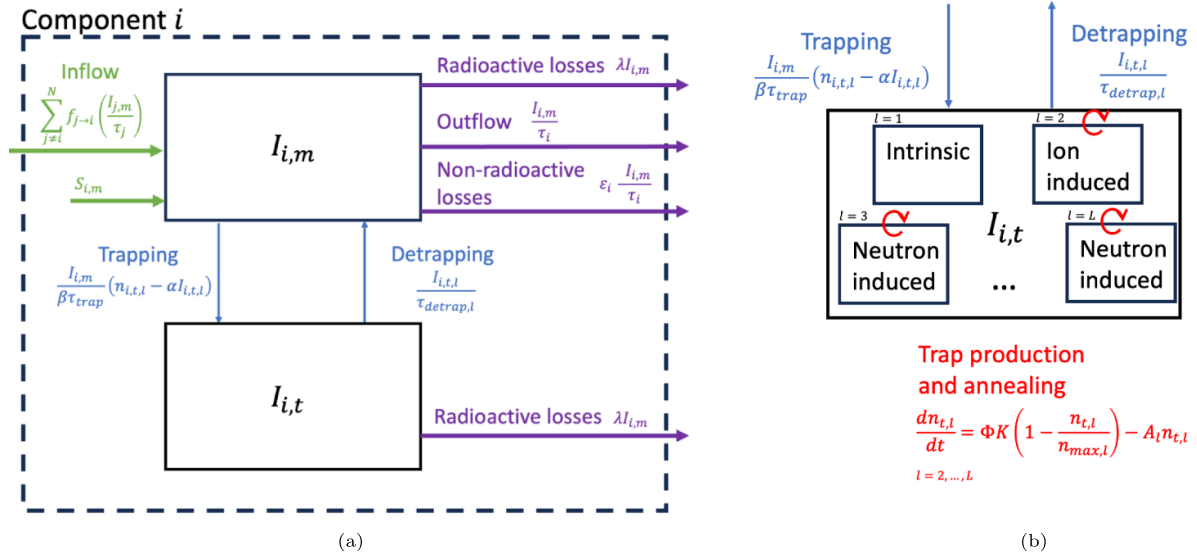 Component i
Inflow
\sum_{j≠i}^{N} f_{j→i} (I_{j,m}/τ_j)
S_{i,m}
I_{i,m}
Radioactive losses λI_{i,m}
Outflow I_{i,m}/τ_i
Non-radioactive
losses ε_i I_{i,m}/τ_i
Trapping
I_{i,m}/(βτ_{trap}) (n_{i,t,l} − αI_{i,t,l})
Detrapping
I_{i,t,l}/τ_{detrap,l}
I_{i,t}
Radioactive losses λI_{i,m}
(a)
Trapping
I_{i,m}/(βτ_{trap}) (n_{i,t,l} − αI_{i,t,l})
Detrapping
I_{i,t,l}/τ_{detrap,l}
l = 1
Intrinsic
l = 2
Ion
induced
I_{i,t}
l = 3
Neutron
induced
...
l = L
Neutron
induced
Trap production
and annealing
dn_{t,l}/dt = ΦK (1 − n_{t,l}/n_{max,l}) − A_l n_{t,l}
l = 2, ..., L
(b)